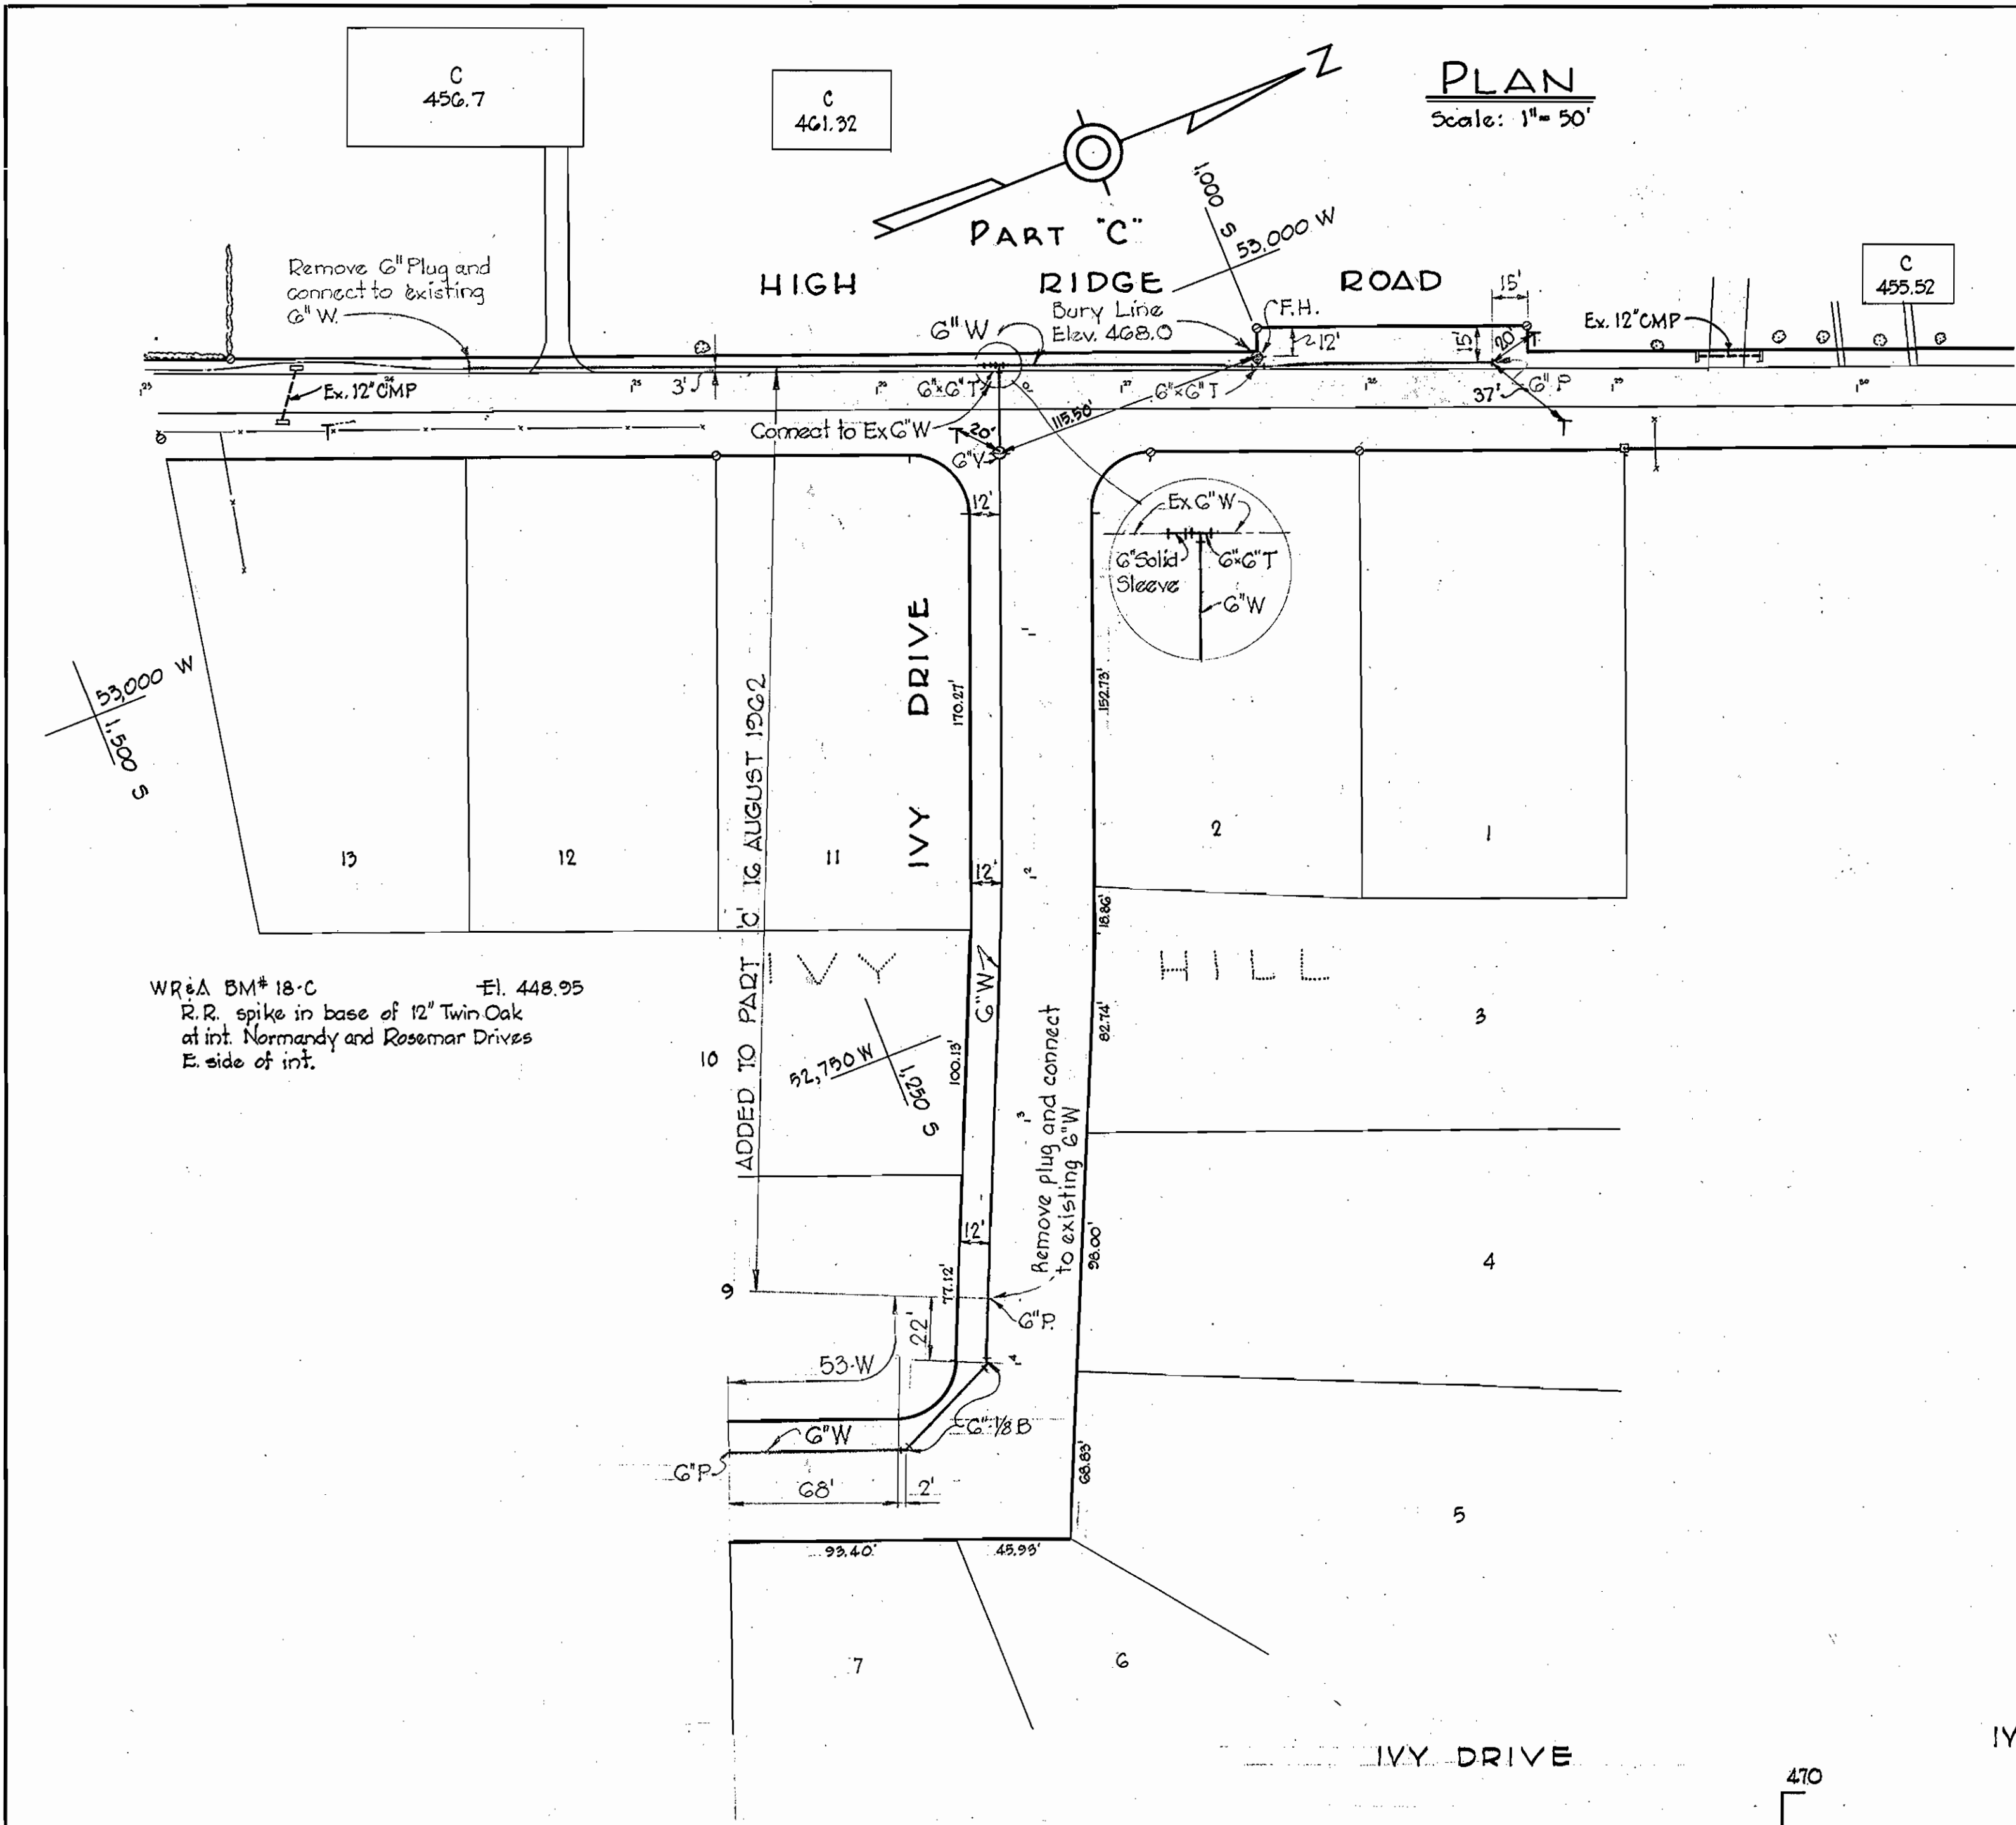 PLAN
Scale: 1"= 50'
C
456.7
C
461.32
Z
PART "C"
HIGH RIDGE ROAD
1,000 S
53,000 W
C
455.52
Remove 6" Plug and
connect to existing
6" W.
6" W
Bury Line
Elev. 468.0
F.H.
12'
15'
15'
20'
T
Ex. 12" CMP
Ex. 12" CMP
3'
6"x6" T
6"x6" T
37'
6" P
T
T
Connect to Ex 6" W
T
20'
115.50'
6" V
12'
Ex 6" W
6" Solid
Sleeve
6"x6" T
6" W
IVY DRIVE
170.27'
152.73'
53,000 W
1,500 S
ADDED TO PART 'C' 16 AUGUST 1962
13
12
11
2
1
12'
18.86'
IVY HILL
6" W
WR&A BM# 18-C El. 448.95
R.R. spike in base of 12" Twin Oak
at int. Normandy and Rosemar Drives
E. side of int.
10
52,750 W
1,250 S
100.13'
82.74'
3
Remove plug and connect
to existing 6" W
12'
98.00'
4
9
77.12'
22'
6" P.
53-W
6"-1/8 B
6" W
6" P
68'
2'
68.83'
5
93.40'
45.93'
7
6
IVY DRIVE
IV
470